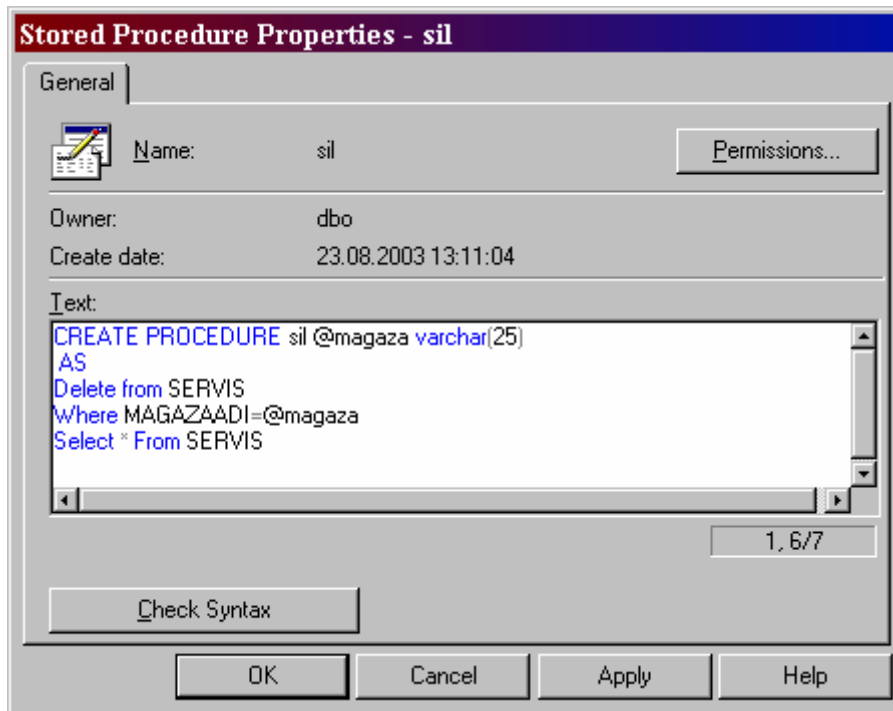 Stored Procedure Properties - sil
General
Name: sil
Permissions...
Owner: dbo
Create date: 23.08.2003 13:11:04
Text:
CREATE PROCEDURE sil @magaza varchar(25)
AS
Delete from SERVIS
Where MAGAZAADI=@magaza
Select * From SERVIS
1, 6/7
Check Syntax
OK Cancel Apply Help